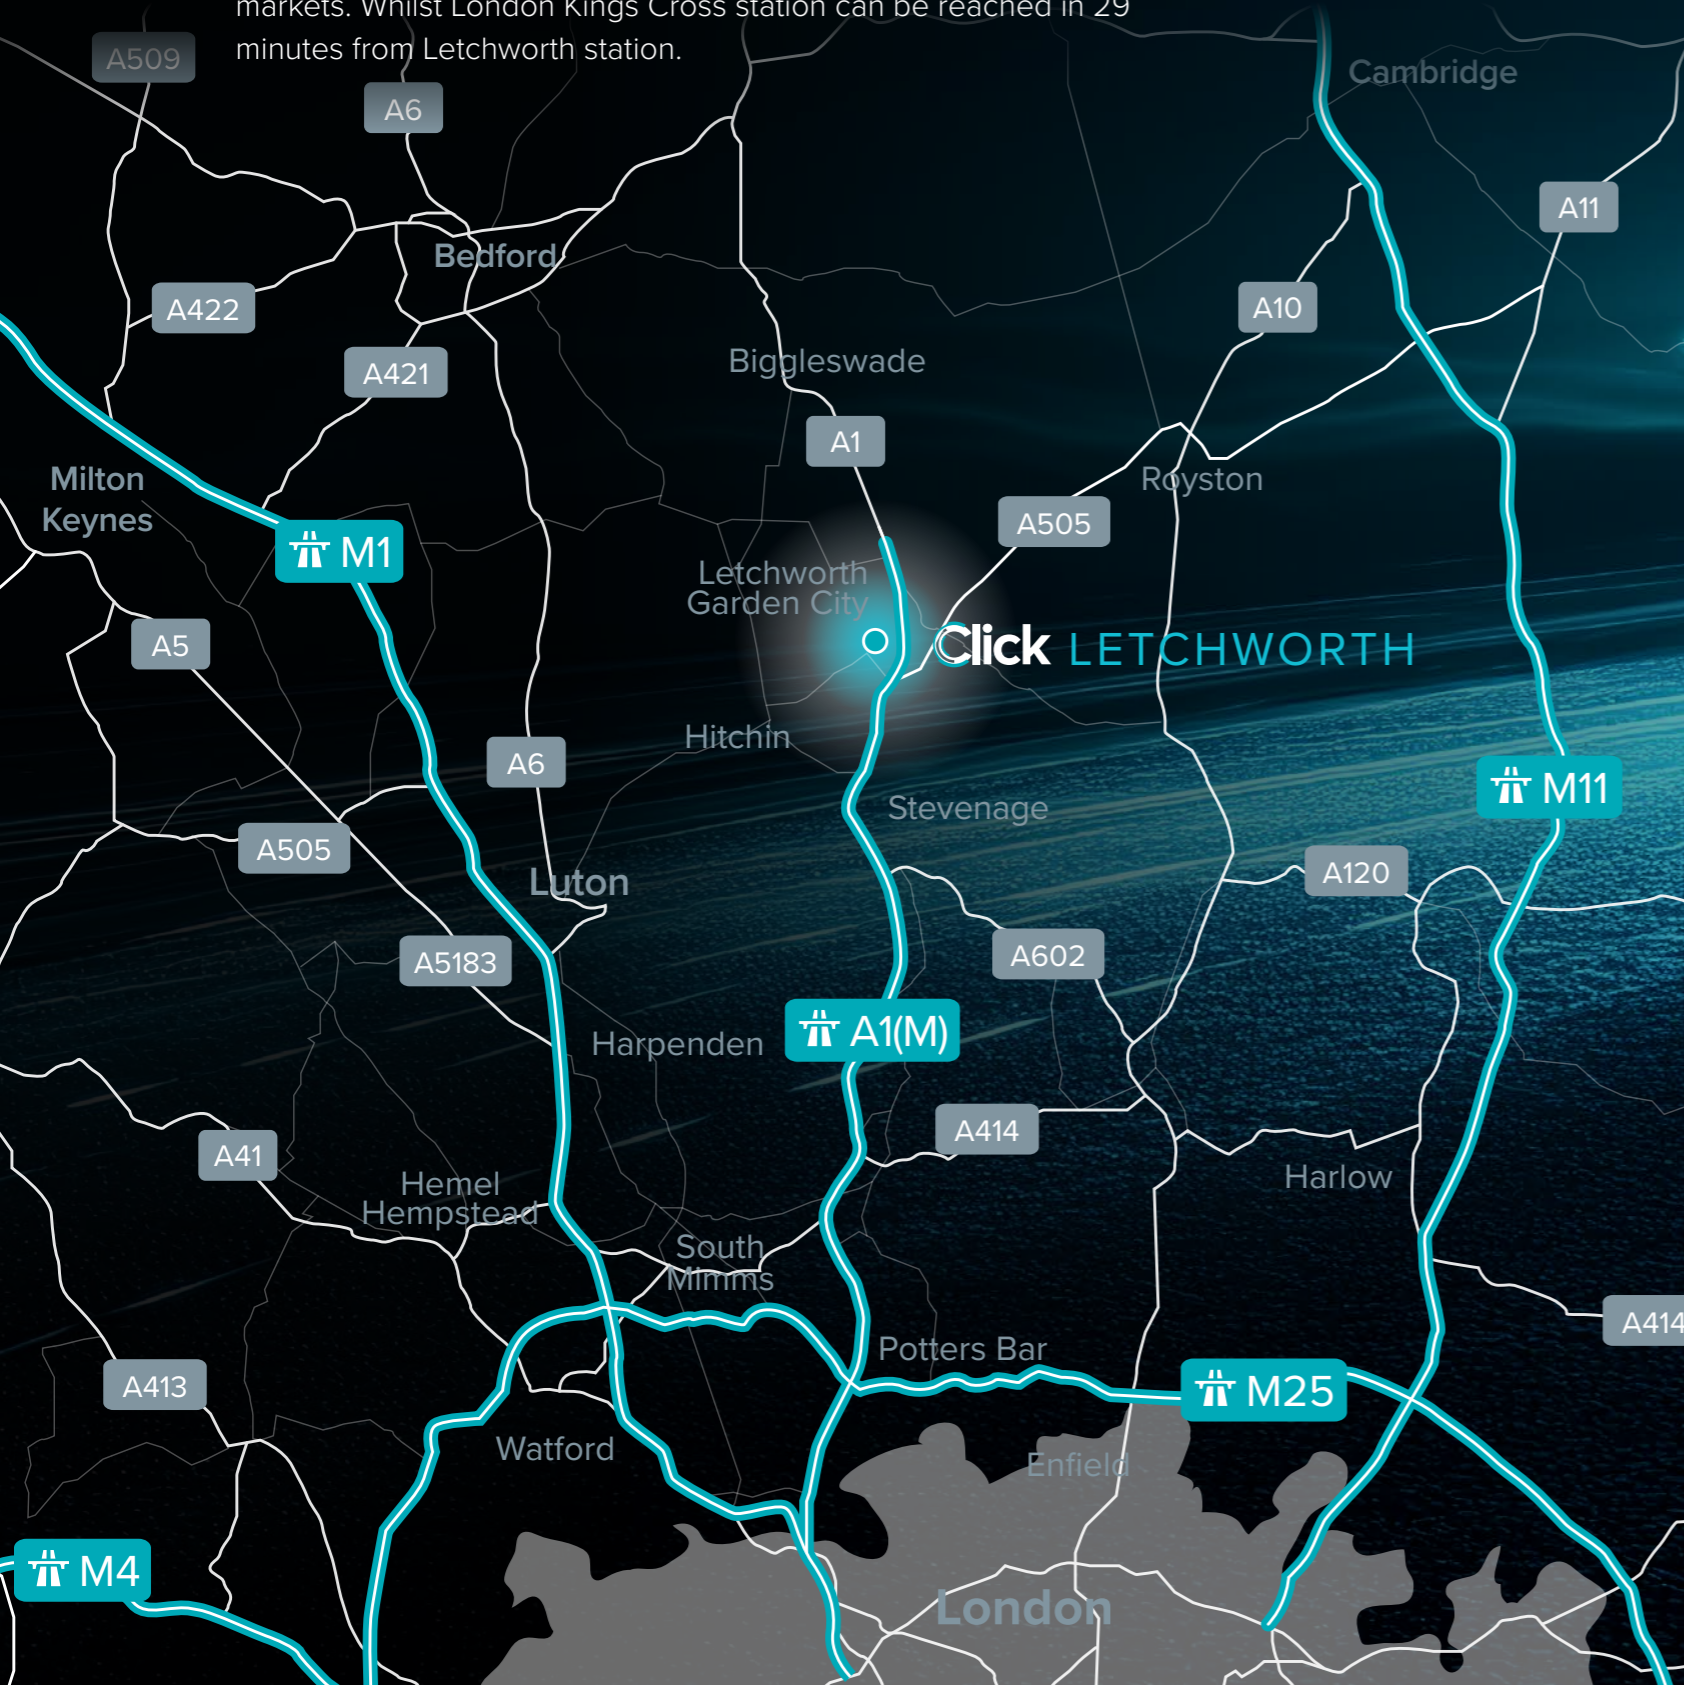 markets. Whilst London Kings Cross station can be reached in 29
minutes from Letchworth station.
A509
Cambridge
A6
A11
Bedford
A422
A10
A421
Biggleswade
A1
Milton
Keynes
Royston
A505
M1
Letchworth
Garden City
A5
Click LETCHWORTH
Hitchin
A6
M11
Stevenage
A505
A120
Luton
A602
A5183
A1(M)
Harpenden
A414
A41
Harlow
Hemel
Hempstead
South
Mimms
A414
Potters Bar
A413
M25
Watford
Enfield
M4
London